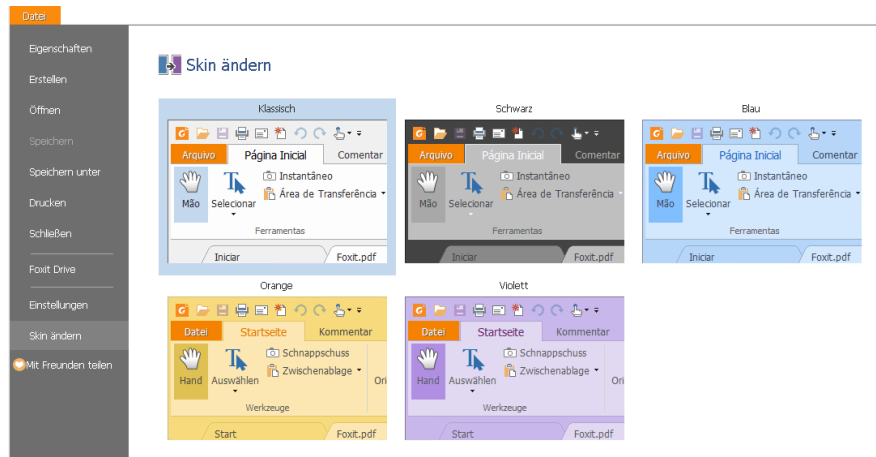 Datei
Eigenschaften
Erstellen
Öffnen
Speichern
Speichern unter
Drucken
Schließen
Foxit Drive
Einstellungen
Skin ändern
Mit Freunden teilen
Skin ändern
Klassisch
Arquivo Página Inicial Comentar
Instantâneo
Área de Transferência
Mão Selecionar
Ferramentas
Iniciar Foxit.pdf
Schwarz
Arquivo Página Inicial Comentar
Instantâneo
Área de Transferência
Mão Selecionar
Ferramentas
Iniciar Foxit.pdf
Blau
Arquivo Página Inicial Comentar
Instantâneo
Área de Transferência
Mão Selecionar
Ferramentas
Iniciar Foxit.pdf
Orange
Datei Startseite Kommentar
Schnappschuss
Zwischenablage
Hand Auswählen Ori
Werkzeuge
Start Foxit.pdf
Violett
Datei Startseite Kommentar
Schnappschuss
Zwischenablage
Hand Auswählen Ori
Werkzeuge
Start Foxit.pdf